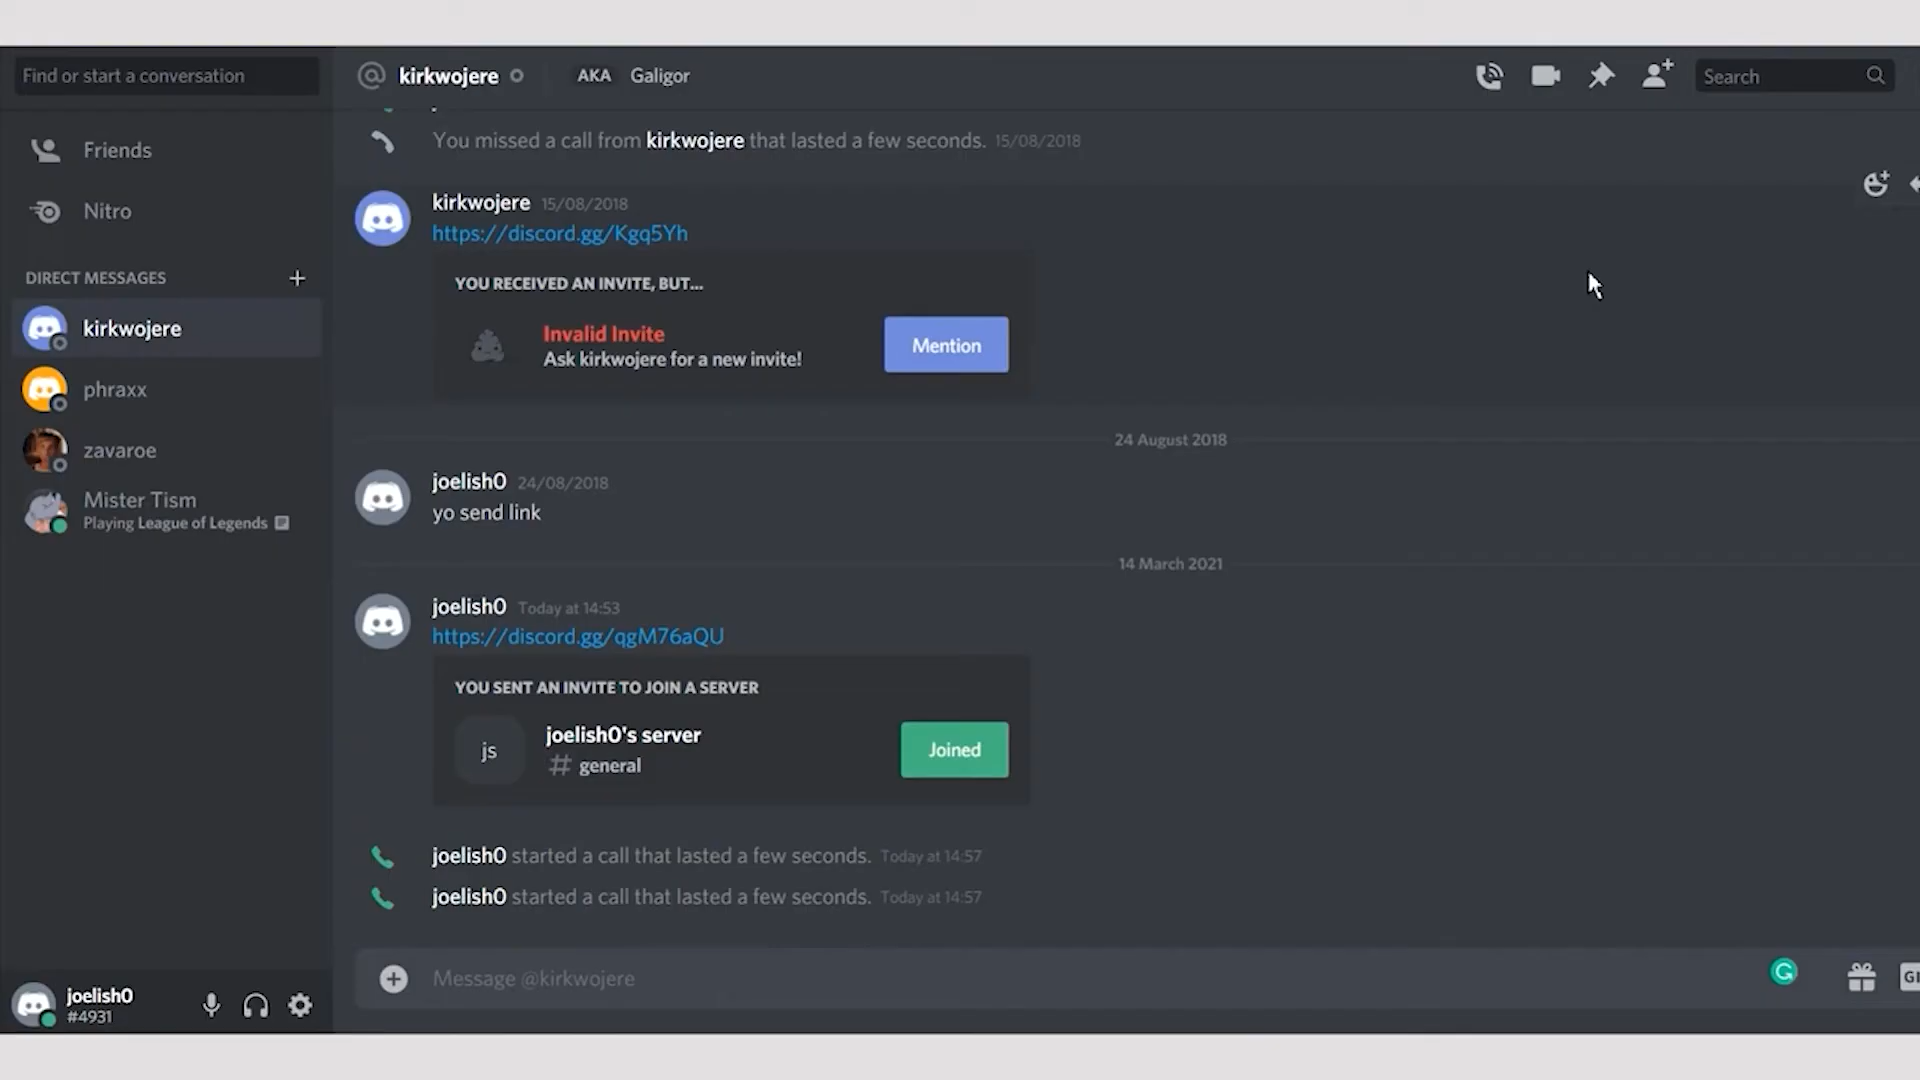 Find or start a conversation
Friends
Nitro
DIRECT MESSAGES
kirkwojere
phraxx
zavaroe
Mister Tism
Playing League of Legends
joelish0
#4931
kirkwojere
AKA Galigor
Search
You missed a call from kirkwojere that lasted a few seconds. 15/08/2018
kirkwojere 15/08/2018
https://discord.gg/Kgq5Yh
YOU RECEIVED AN INVITE, BUT...
Invalid Invite
Ask kirkwojere for a new invite!
Mention
24 August 2018
joelish0 24/08/2018
yo send link
14 March 2021
joelish0 Today at 14:53
https://discord.gg/qgM76aQU
YOU SENT AN INVITE TO JOIN A SERVER
js
joelish0's server
# general
Joined
joelish0 started a call that lasted a few seconds. Today at 14:57
joelish0 started a call that lasted a few seconds. Today at 14:57
Message @kirkwojere